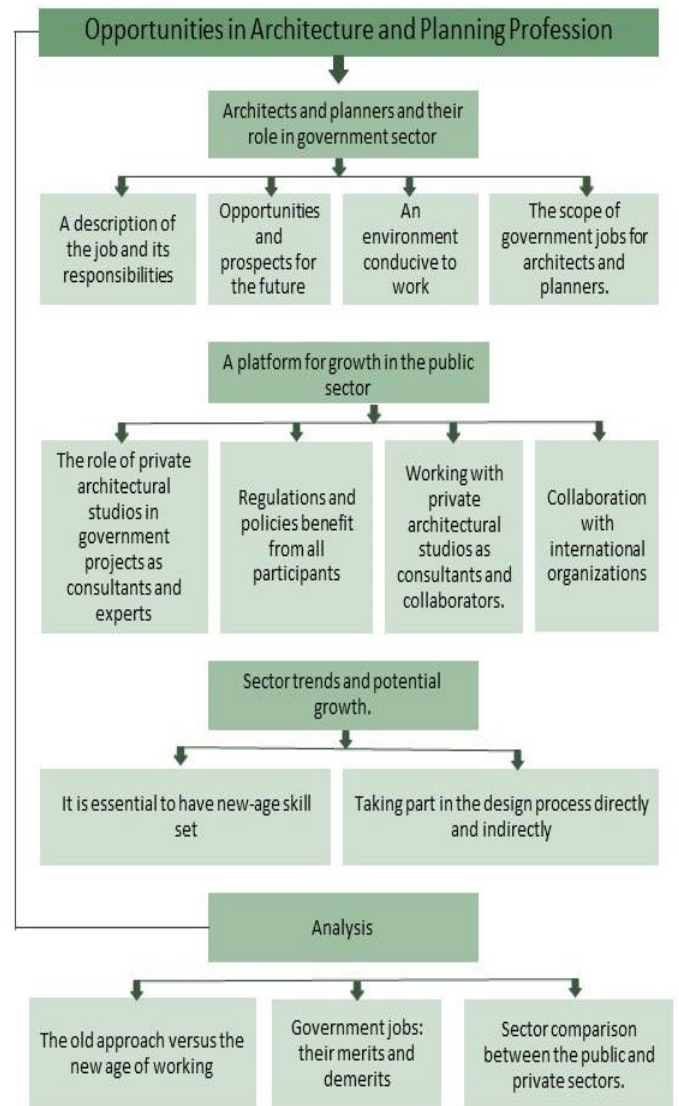 Opportunities in Architecture and Planning Profession
Architects and planners and their
role in government sector
A description of
the job and its
responsibilities
Opportunities
and
prospects for
the future
An
environment
conducive to
work
The scope of
government jobs for
architects and
planners.
A platform for growth in the public
sector
The role of private
architectural
studios in
government
projects as
consultants and
experts
Regulations and
policies benefit
from all
participants
Working with
private
architectural
studios as
consultants and
collaborators.
Collaboration
with
international
organizations
Sector trends and potential
growth.
It is essential to have new-age skill
set
Taking part in the design process directly
and indirectly
Analysis
The old approach versus the
new age of working
Government jobs:
their merits and
demerits
Sector comparison
between the public and
private sectors.